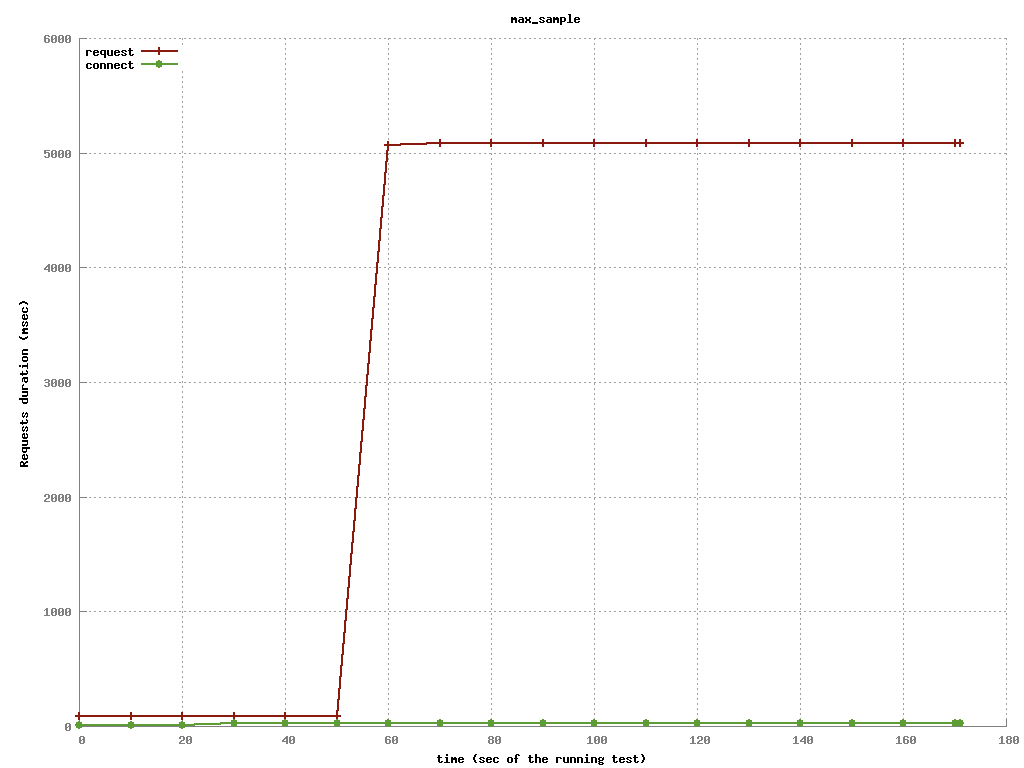 max_sample
6000
request
connect
5000
4000
Requests duration (msec)
3000
2000
1000
0
0 20 40 60 80 100 120 140 160 180
time (sec of the running test)